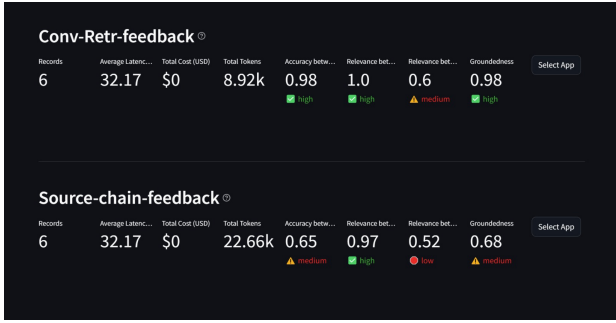 Conv-Retr-feedback
Records Average Latenc... Total Cost (USD) Total Tokens Accuracy betw... Relevance bet... Relevance bet... Groundedness
6 32.17 $0 8.92k 0.98 1.0 0.6 0.98
Select App
high high medium high
Source-chain-feedback
Records Average Latenc... Total Cost (USD) Total Tokens Accuracy betw... Relevance bet... Relevance bet... Groundedness
6 32.17 $0 22.66k 0.65 0.97 0.52 0.68
Select App
medium high low medium